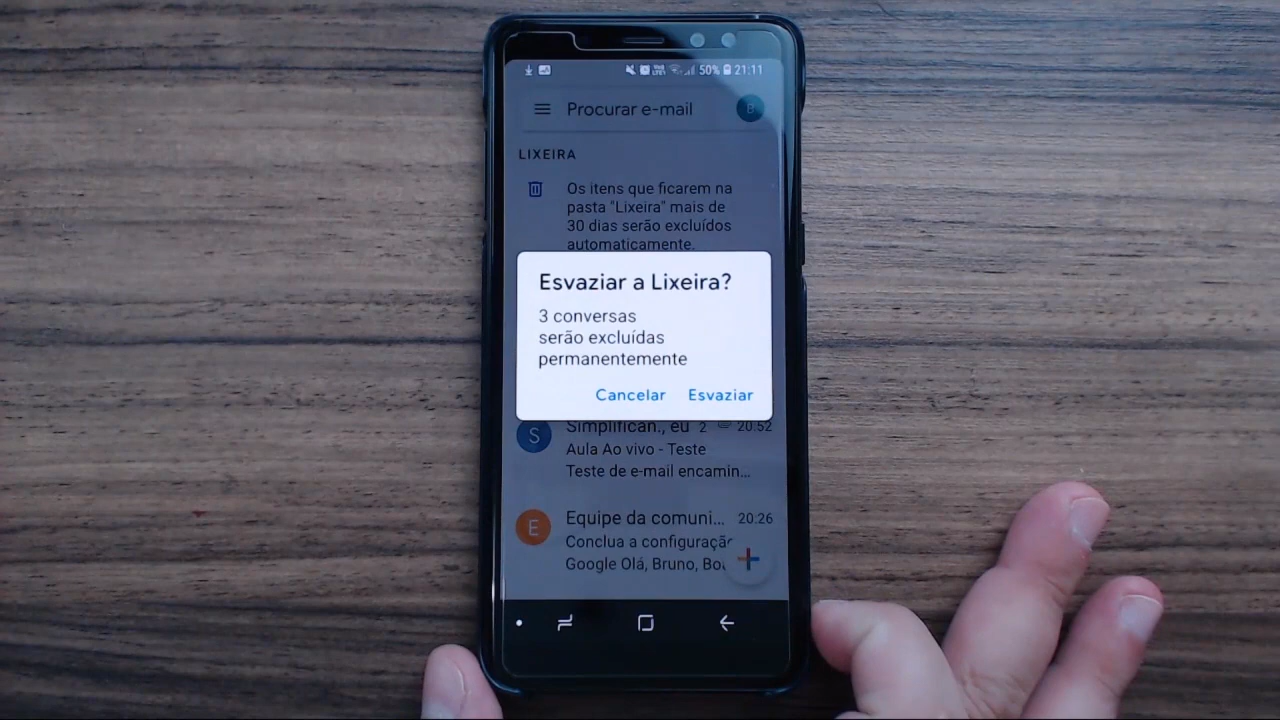 50% 21:11
Procurar e-mail
B
LIXEIRA
Os itens que ficarem na
pasta "Lixeira" mais de
30 dias serão excluídos
automaticamente.
Esvaziar a Lixeira?
3 conversas
serão excluídas
permanentemente
Cancelar Esvaziar
S
Simplifican., eu 2 20:52
Aula Ao vivo - Teste
Teste de e-mail encamin...
E
Equipe da comuni... 20:26
Conclua a configuraçã
Google Olá, Bruno, Bo